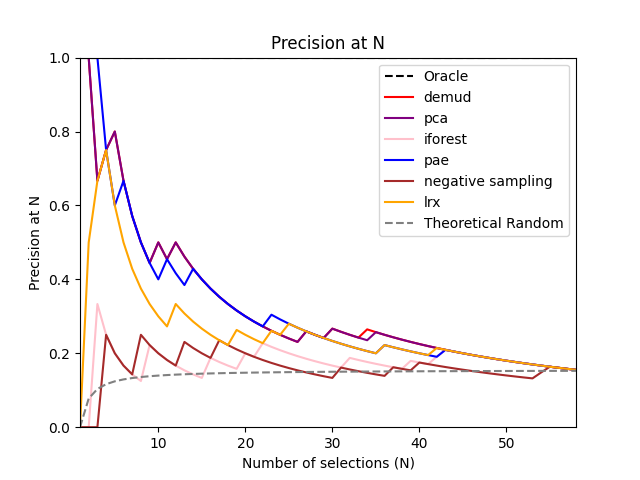 Precision at N
1.0
0.8
0.6
0.4
0.2
0.0
Precision at N
Oracle
demud
pca
iforest
pae
negative sampling
lrx
Theoretical Random
10
20
30
40
50
Number of selections (N)